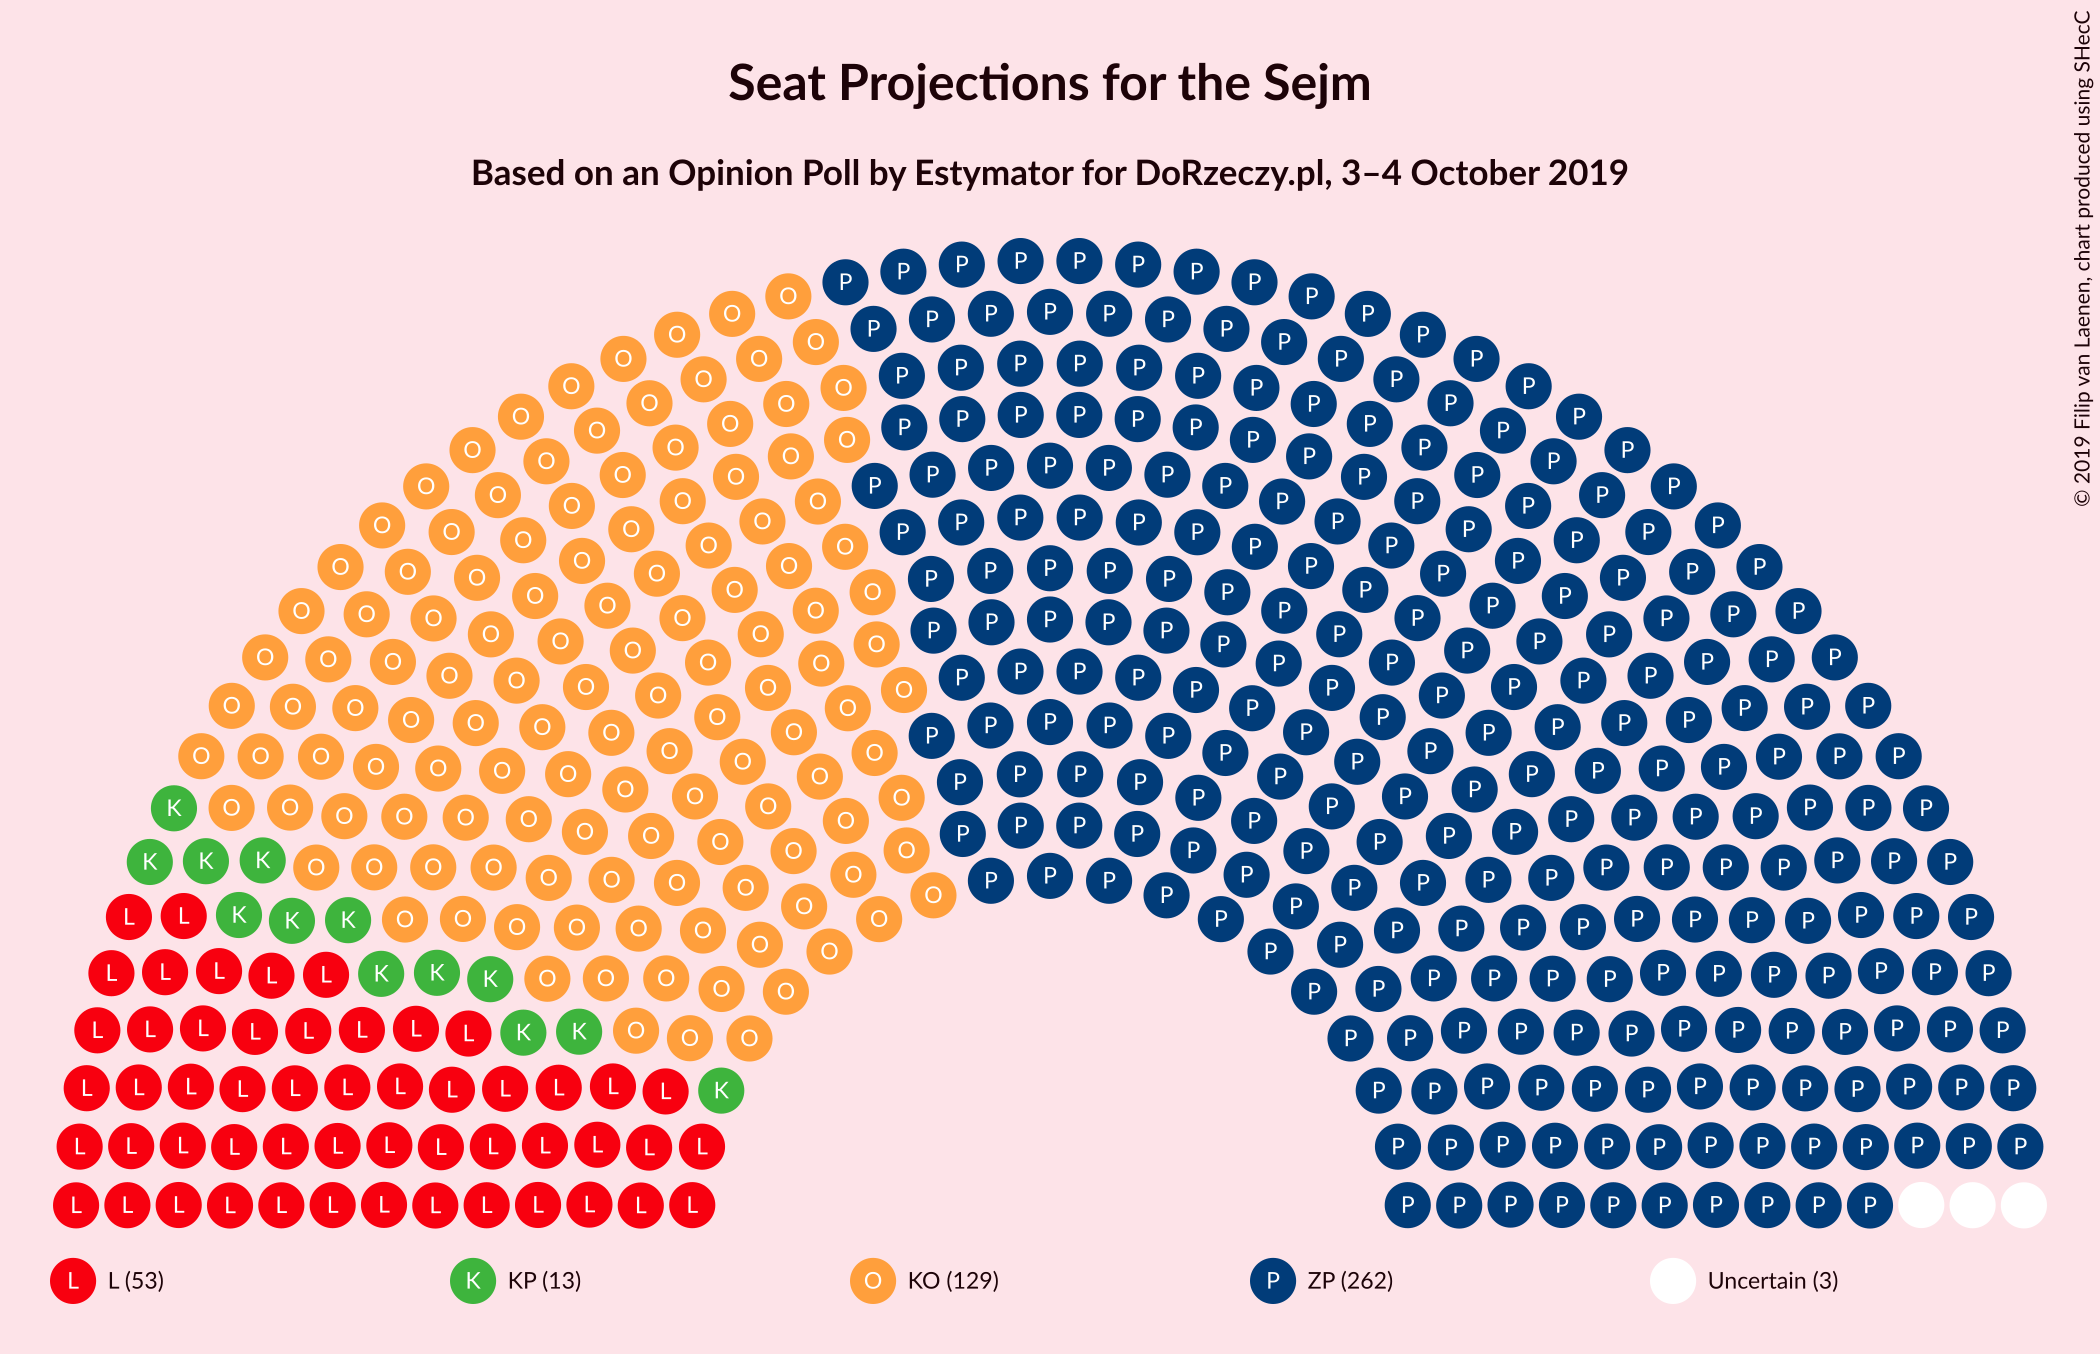 Seat Projections for the Sejm
Based on an Opinion Poll by Estymator for DoRzeczy.pl, 3–4 October 2019
© 2019 Filip van Laenen, chart produced using SHecC
L L (53)
K KP (13)
O KO (129)
P ZP (262)
Uncertain (3)